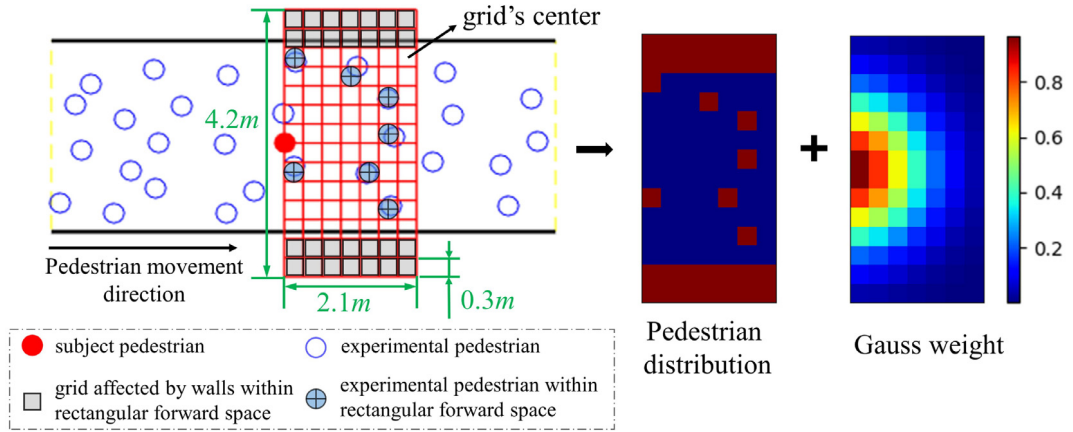 grid's center
4.2m
Pedestrian movement
direction
2.1m
0.3m
Pedestrian
distribution
Gauss weight
0.8
0.6
0.4
0.2
subject pedestrian
experimental pedestrian
grid affected by walls within
rectangular forward space
experimental pedestrian within
rectangular forward space